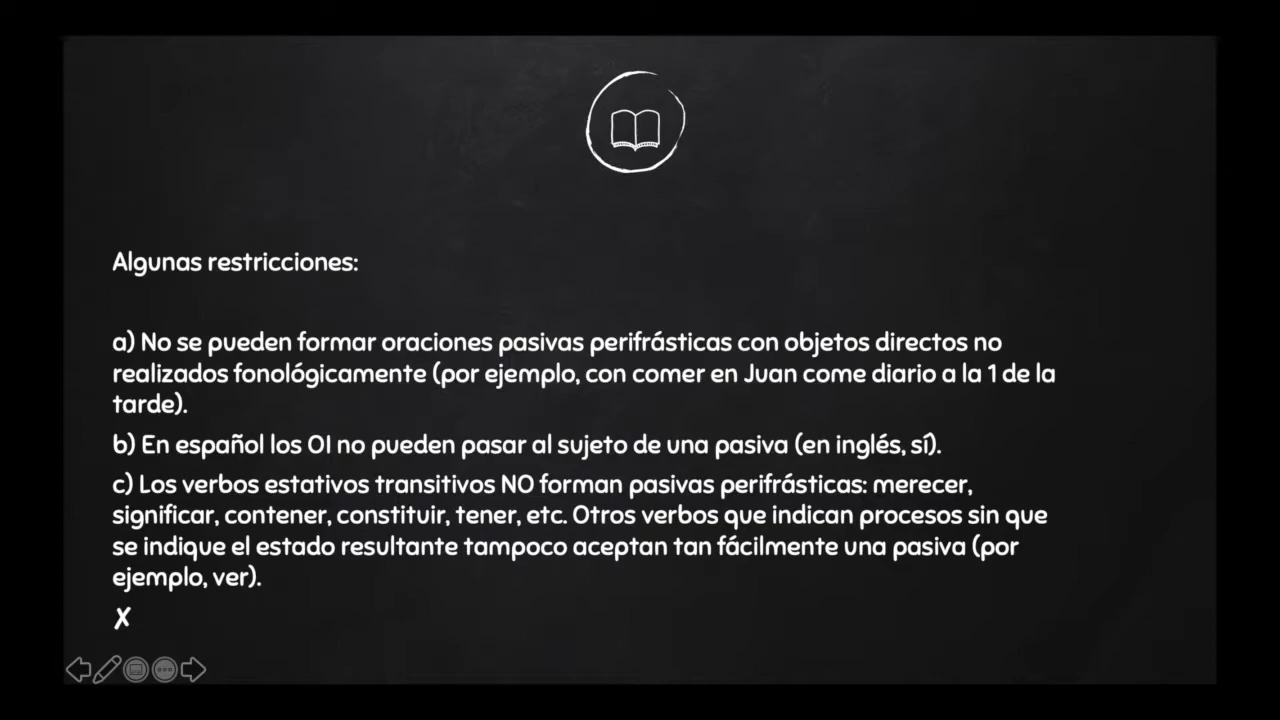 Algunas restricciones:
a) No se pueden formar oraciones pasivas perifrásticas con objetos directos no
realizados fonológicamente (por ejemplo, con comer en Juan come diario a la 1 de la
tarde).
b) En español los OI no pueden pasar al sujeto de una pasiva (en inglés, sí).
c) Los verbos estativos transitivos NO forman pasivas perifrásticas: merecer,
significar, contener, constituir, tener, etc. Otros verbos que indican procesos sin que
se indique el estado resultante tampoco aceptan tan fácilmente una pasiva (por
ejemplo, ver).
X